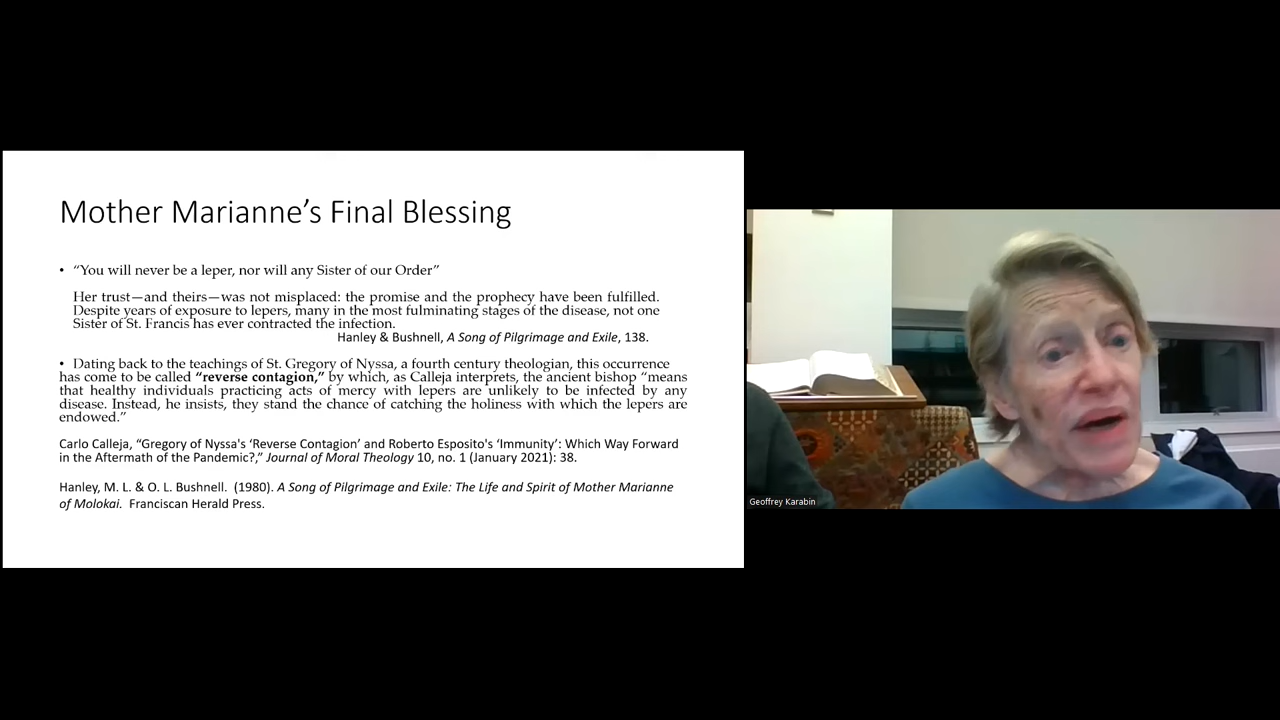 Mother Marianne’s Final Blessing
• “You will never be a leper, nor will any Sister of our Order”
Her trust—and theirs—was not misplaced: the promise and the prophecy have been fulfilled.
Despite years of exposure to lepers, many in the most fulminating stages of the disease, not one
Sister of St. Francis has ever contracted the infection.
Hanley & Bushnell, A Song of Pilgrimage and Exile, 138.
• Dating back to the teachings of St. Gregory of Nyssa, a fourth century theologian, this occurrence
has come to be called “reverse contagion,” by which, as Calleja interprets, the ancient bishop “means
that healthy individuals practicing acts of mercy with lepers are unlikely to be infected by any
disease. Instead, he insists, they stand the chance of catching the holiness with which the lepers are
endowed.”
Carlo Calleja, “Gregory of Nyssa's ‘Reverse Contagion’ and Roberto Esposito's ‘Immunity’: Which Way Forward
in the Aftermath of the Pandemic?,” Journal of Moral Theology 10, no. 1 (January 2021): 38.
Hanley, M. L. & O. L. Bushnell. (1980). A Song of Pilgrimage and Exile: The Life and Spirit of Mother Marianne
of Molokai. Franciscan Herald Press.
Geoffrey Karabin